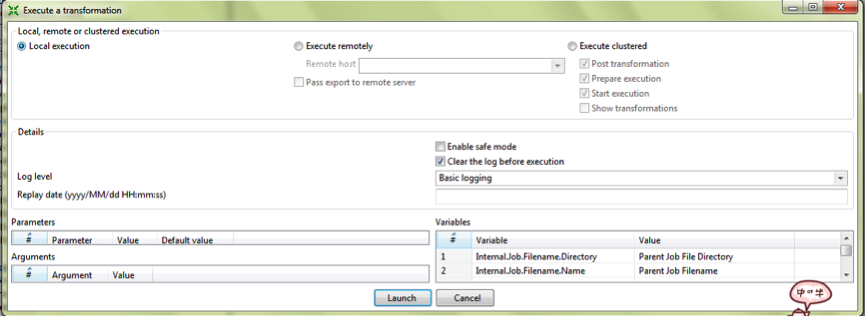 Execute a transformation
Local, remote or clustered execution
Local execution
Execute remotely
Execute clustered
Remote host
Post transformation
Pass export to remote server
Prepare execution
Start execution
Show transformations
Details
Enable safe mode
Clear the log before execution
Log level
Basic logging
Replay date (yyyy/MM/dd HH:mm:ss)
Parameters
# Parameter Value Default value
Arguments
# Argument Value
Variables
# Variable Value
1 Internal.Job.Filename.Directory Parent Job File Directory
2 Internal.Job.Filename.Name Parent Job Filename
Launch Cancel
中 半